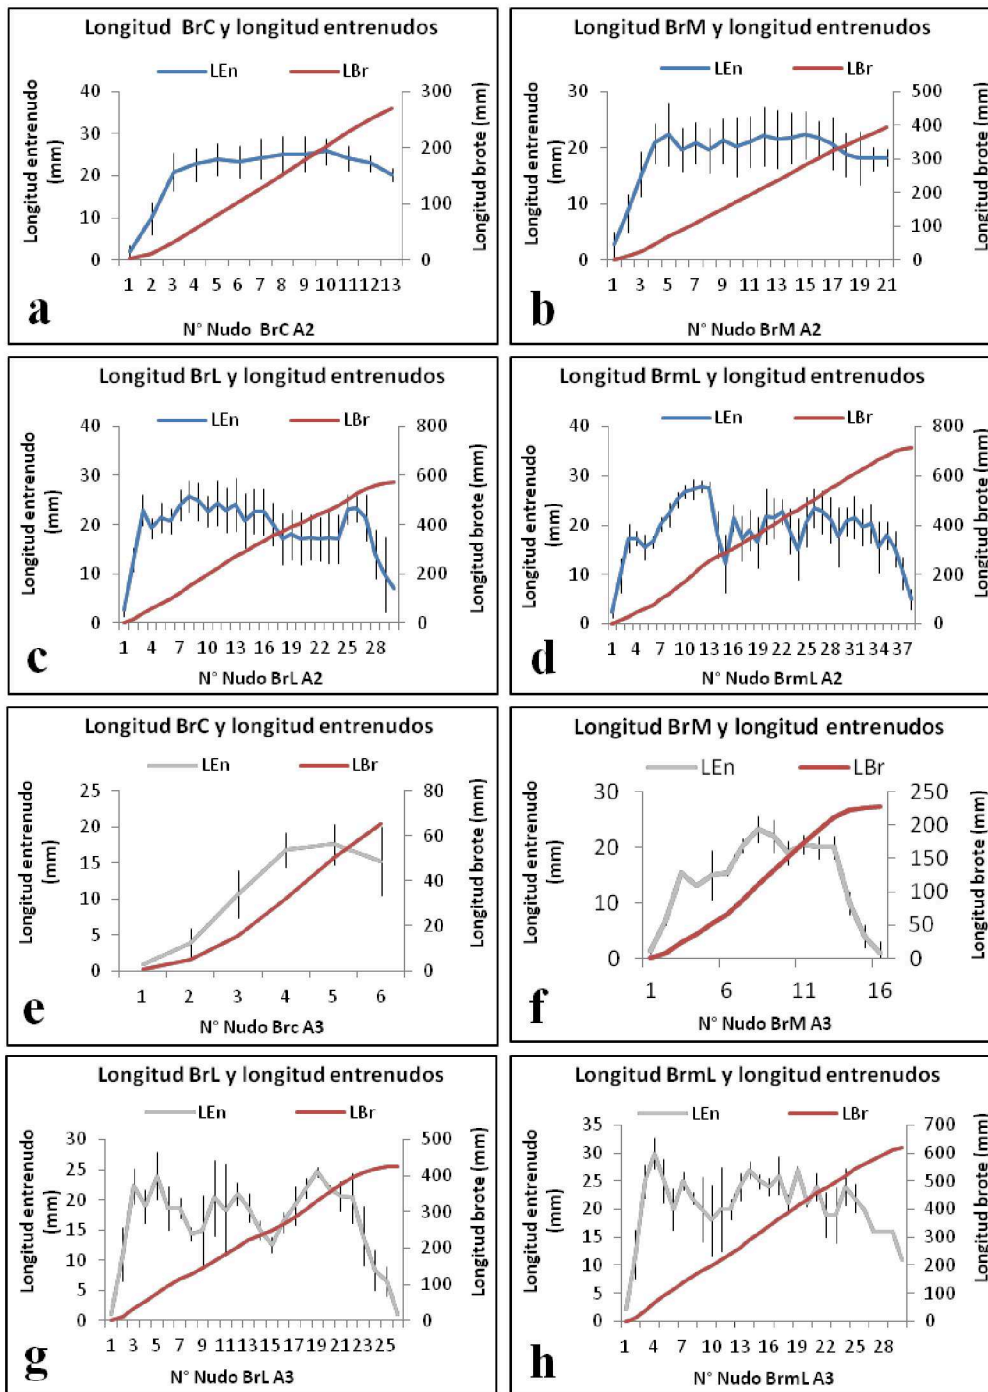 Longitud BrC y longitud entrenudos
LEn LBr
Longitud entrenudo
(mm)
40
30
20
10
0
300
200
100
0
Longitud brote (mm)
1 2 3 4 5 6 7 8 9 10 11 12 13
N° Nudo BrC A2
a
Longitud BrM y longitud entrenudos
LEn LBr
Longitud entrenudo
(mm)
30
20
10
0
500
400
300
200
100
0
Longitud brote (mm)
1 3 5 7 9 11 13 15 17 19 21
N° Nudo BrM A2
b
Longitud BrL y longitud entrenudos
LEn LBr
Longitud entrenudo
(mm)
40
30
20
10
0
800
600
400
200
0
Longitud brote (mm)
1 4 7 10 13 16 19 22 25 28
N° Nudo BrL A2
c
Longitud BrmL y longitud entrenudos
LEn LBr
Longitud entrenudo
(mm)
40
30
20
10
0
800
600
400
200
0
Longitud brote (mm)
1 4 7 10 13 16 19 22 25 28 31 34 37
N° Nudo BrmL A2
d
Longitud BrC y longitud entrenudos
LEn LBr
Longitud entrenudo
(mm)
25
20
15
10
5
0
80
60
40
20
0
Longitud brote (mm)
1 2 3 4 5 6
N° Nudo Brc A3
e
Longitud BrM y longitud entrenudos
LEn LBr
Longitud entrenudo
(mm)
30
20
10
0
250
200
150
100
50
0
Longitud brote (mm)
1 6 11 16
N° Nudo BrM A3
f
Longitud BrL y longitud entrenudos
LEn LBr
Longitud entrenudo
(mm)
30
25
20
15
10
5
0
500
400
300
200
100
0
Longitud brote (mm)
1 3 5 7 9 11 13 15 17 19 21 23 25
N° Nudo BrL A3
g
Longitud BrmL y longitud entrenudos
LEn LBr
Longitud entrenudo
(mm)
35
30
25
20
15
10
5
0
700
600
500
400
300
200
100
0
Longitud brote (mm)
1 4 7 10 13 16 19 22 25 28
N° Nudo BrmL A3
h